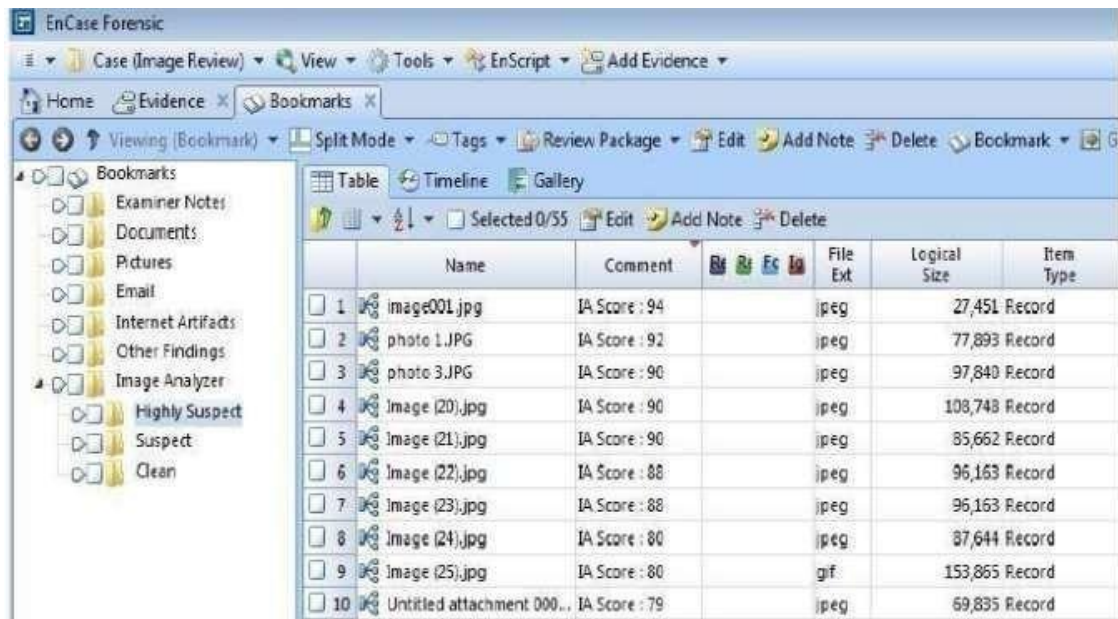 EnCase Forensic
Case (Image Review) View Tools EnScript Add Evidence
Home Evidence Bookmarks
Viewing (Bookmark) Split Mode Tags Review Package Edit Add Note Delete Bookmark G
Bookmarks
Examiner Notes
Documents
Pictures
Email
Internet Artifacts
Other Findings
Image Analyzer
Highly Suspect
Suspect
Clean
Table Timeline Gallery
Selected 0/55 Edit Add Note Delete
Name Comment File Ext Logical Size Item Type
1 image001.jpg IA Score : 94 jpeg 27,451 Record
2 photo 1.JPG IA Score : 92 jpeg 77,893 Record
3 photo 3.JPG IA Score : 90 jpeg 97,840 Record
4 Image (20).jpg IA Score : 90 jpeg 108,748 Record
5 Image (21).jpg IA Score : 90 jpeg 85,662 Record
6 Image (22).jpg IA Score : 88 jpeg 96,163 Record
7 Image (23).jpg IA Score : 88 jpeg 96,163 Record
8 Image (24).jpg IA Score : 80 jpeg 87,644 Record
9 Image (25).jpg IA Score : 80 gif 153,865 Record
10 Untitled attachment 000... IA Score : 79 jpeg 69,835 Record